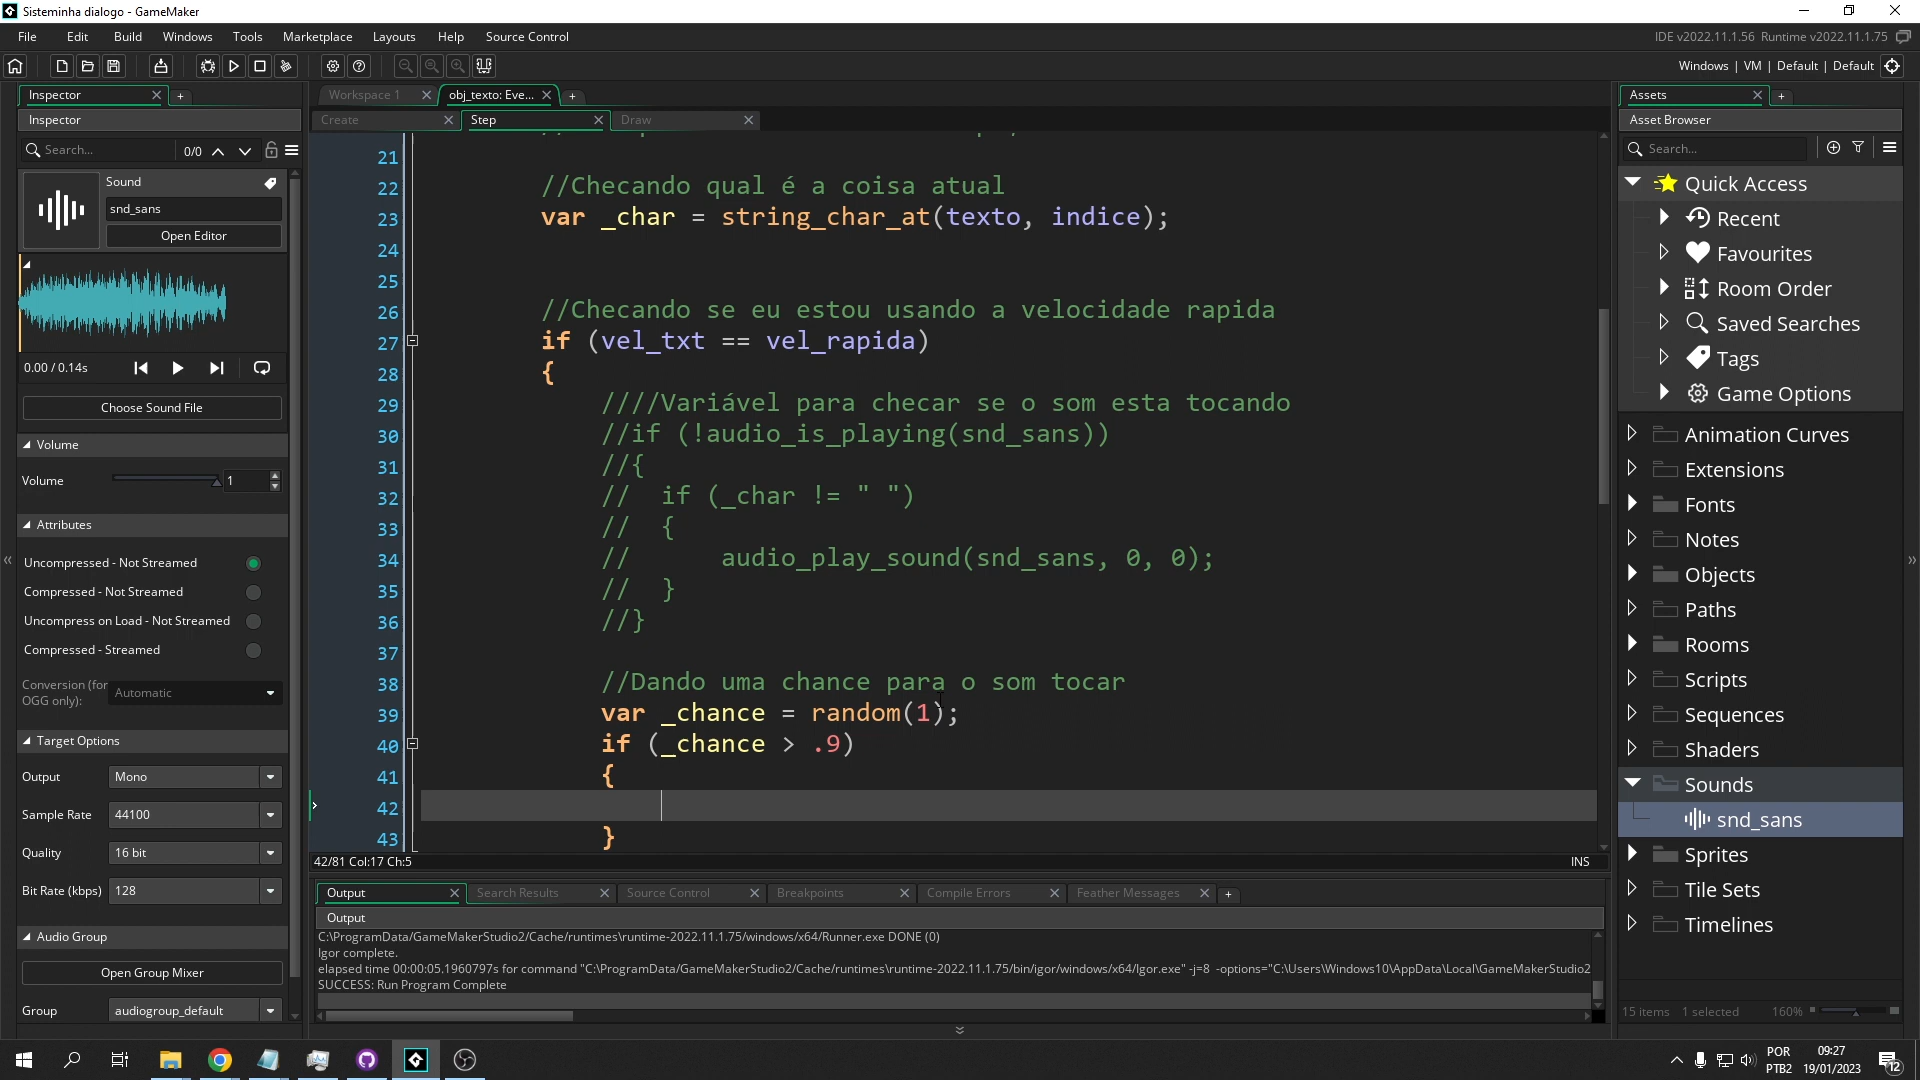 Sisteminha dialogo - GameMaker
File Edit Build Windows Tools Marketplace Layouts Help Source Control
IDE v2022.11.1.56 Runtime v2022.11.1.75
Windows | VM | Default | Default
Inspector
Inspector
Search...
0/0
Sound
snd_sans
Open Editor
0.00 / 0.14s
Choose Sound File
Volume
Volume 1
Attributes
Uncompressed - Not Streamed
Compressed - Not Streamed
Uncompress on Load - Not Streamed
Compressed - Streamed
Conversion (for OGG only): Automatic
Target Options
Output Mono
Sample Rate 44100
Quality 16 bit
Bit Rate (kbps) 128
Audio Group
Open Group Mixer
Group audiogroup_default
Workspace 1 obj_texto: Eve...
Create Step Draw
21
22 //Checando qual é a coisa atual
23 var _char = string_char_at(texto, indice);
24
25
26 //Checando se eu estou usando a velocidade rapida
27 if (vel_txt == vel_rapida)
28 {
29 ////Variável para checar se o som esta tocando
30 //if (!audio_is_playing(snd_sans))
31 //{
32 // if (_char != " ")
33 // {
34 // audio_play_sound(snd_sans, 0, 0);
35 // }
36 //}
37
38 //Dando uma chance para o som tocar
39 var _chance = random(1);
40 if (_chance > .9)
41 {
42
43 }
42/81 Col:17 Ch:5 INS
Output Search Results Source Control Breakpoints Compile Errors Feather Messages
Output
C:\ProgramData/GameMakerStudio2/Cache/runtimes\runtime-2022.11.1.75/windows/x64/Runner.exe DONE (0)
Igor complete.
elapsed time 00:00:05.1960797s for command "C:\ProgramData/GameMakerStudio2/Cache/runtimes\runtime-2022.11.1.75/bin/igor/windows/x64/Igor.exe" -j=8 -options="C:\Users\Windows10\AppData\Local\GameMakerStudio2
SUCCESS: Run Program Complete
Assets
Asset Browser
Search...
Quick Access
Recent
Favourites
Room Order
Saved Searches
Tags
Game Options
Animation Curves
Extensions
Fonts
Notes
Objects
Paths
Rooms
Scripts
Sequences
Shaders
Sounds
snd_sans
Sprites
Tile Sets
Timelines
15 items 1 selected 160%
POR
PTB2
09:27
19/01/2023
12